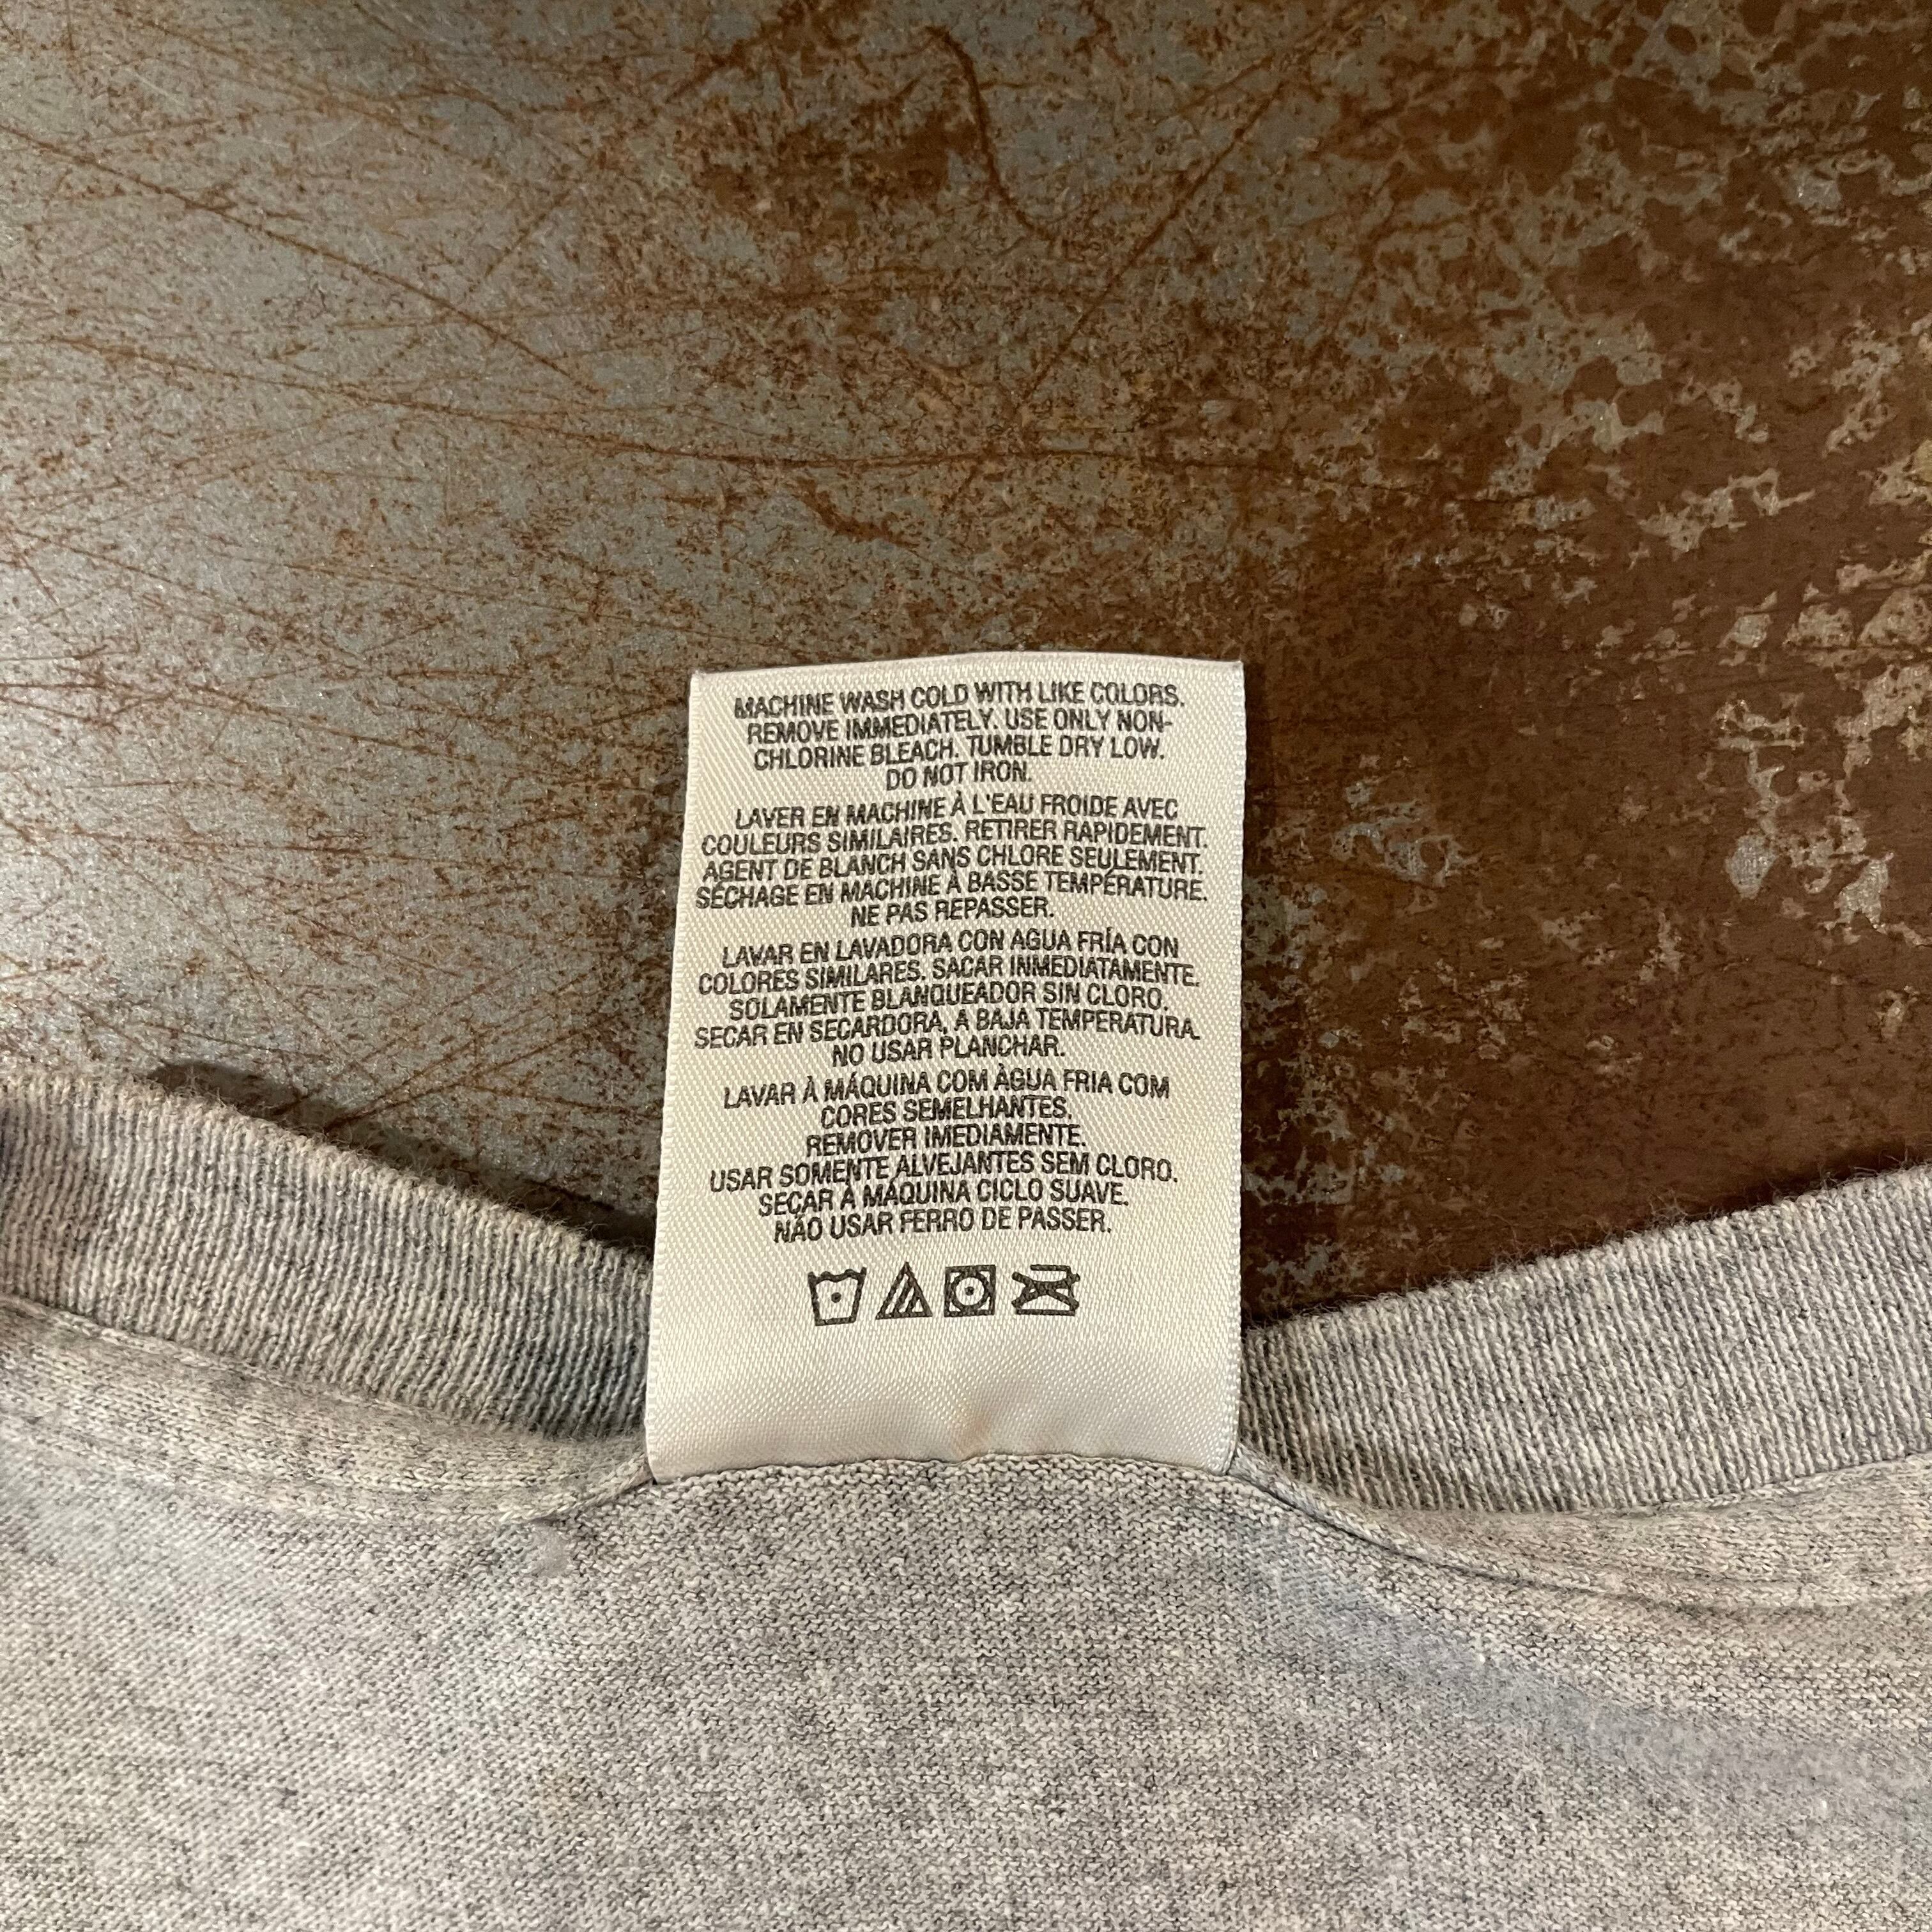 MACHINE WASH COLD WITH LIKE COLORS.
REMOVE IMMEDIATELY. USE ONLY NON-
CHLORINE BLEACH. TUMBLE DRY LOW.
DO NOT IRON.
LAVER EN MACHINE À L'EAU FROIDE AVEC
COULEURS SIMILAIRES. RETIRER RAPIDEMENT.
AGENT DE BLANCH SANS CHLORE SEULEMENT.
SÉCHAGE EN MACHINE À BASSE TEMPÉRATURE.
NE PAS REPASSER.
LAVAR EN LAVADORA CON AGUA FRÍA CON
COLORES SIMILARES. SACAR INMEDIATAMENTE.
SOLAMENTE BLANQUEADOR SIN CLORO.
SECAR EN SECARDORA, A BAJA TEMPERATURA.
NO USAR PLANCHAR.
LAVAR À MÁQUINA COM ÀGUA FRIA COM
CORES SEMELHANTES.
REMOVER IMEDIAMENTE.
USAR SOMENTE ALVEJANTES SEM CLORO.
SEÇAR À MÁQUINA CICLO SUAVE.
NÃO USAR FERRO DE PASSER.